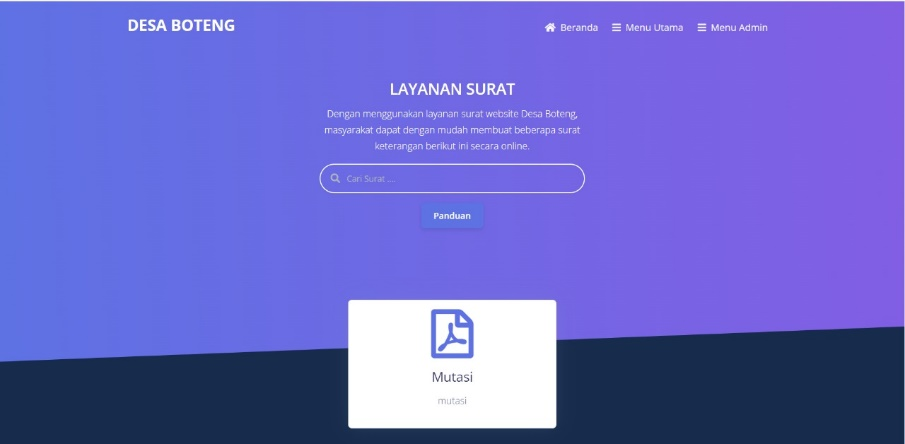 DESA BOTENG
Beranda Menu Utama Menu Admin
LAYANAN SURAT
Dengan menggunakan layanan surat website Desa Boteng,
masyarakat dapat dengan mudah membuat beberapa surat
keterangan berikut ini secara online.
Cari Surat ...
Panduan
Mutasi
mutasi